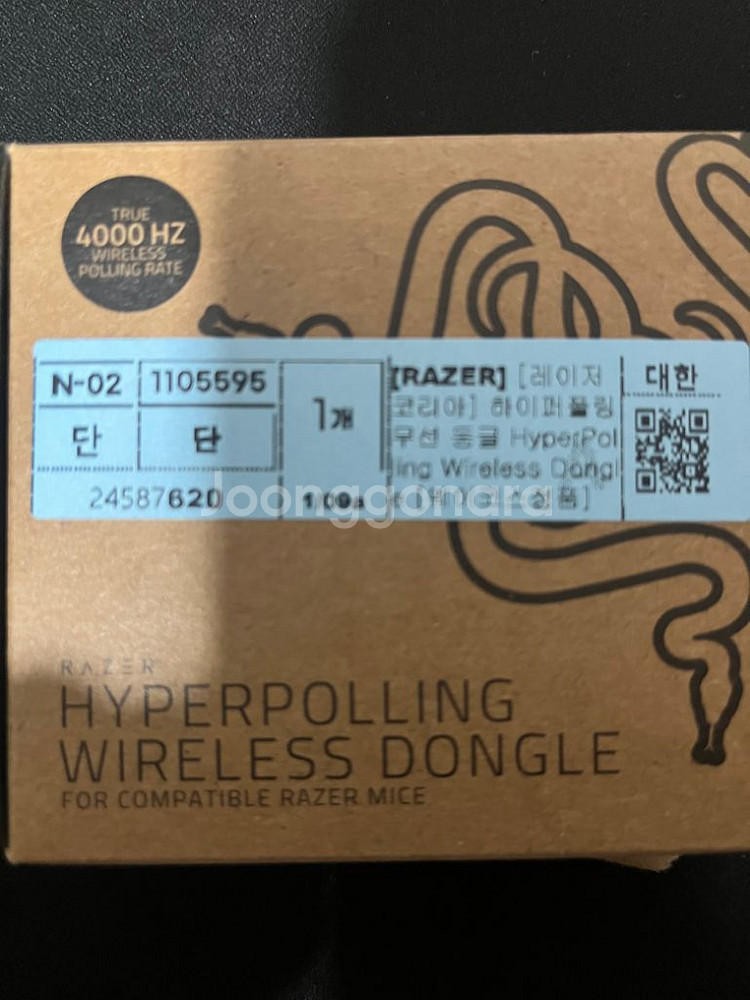 TRUE
4000 HZ
WIRELESS
POLLING RATE
N-02
1105595
단
단
24587620
1개
[RAZER] [레이저
코리아] 하이퍼폴링
무선 동글 HyperPol
ing Wireless Dongl
대한
Joonggonara
RAZER
HYPERPOLLING
WIRELESS DONGLE
FOR COMPATIBLE RAZER MICE